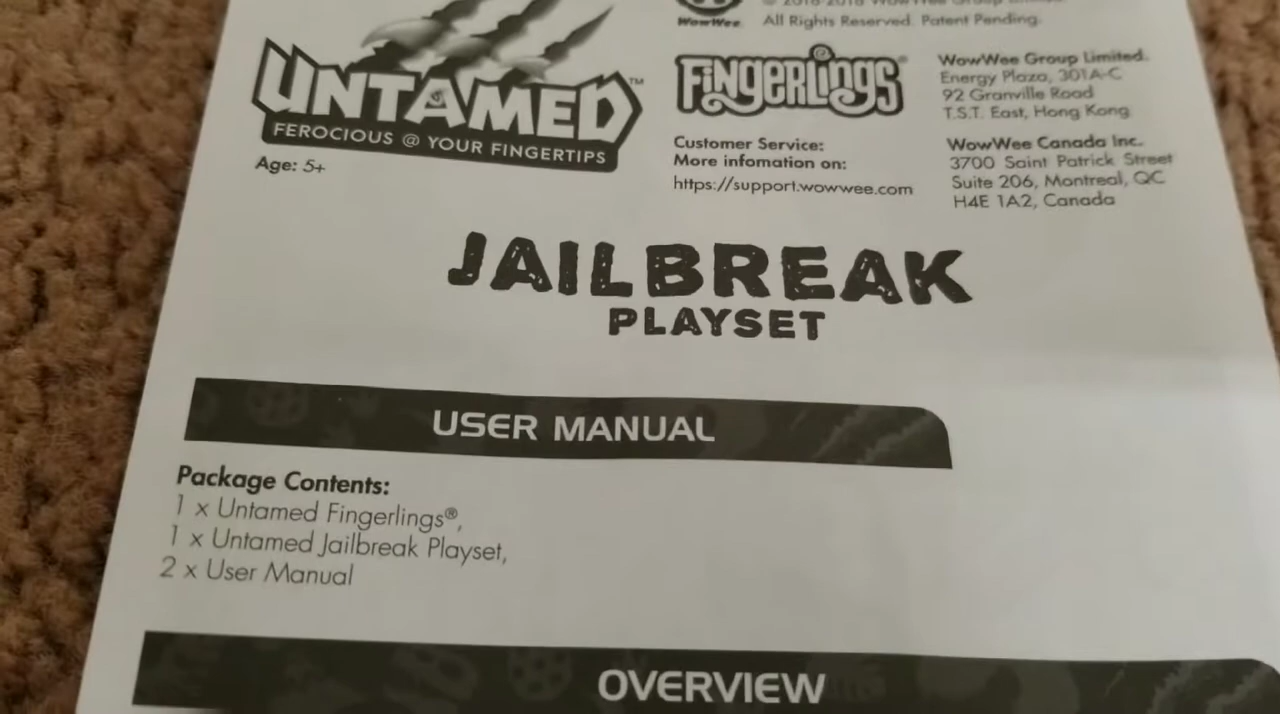 UNTAMED™
FEROCIOUS @ YOUR FINGERTIPS
Age: 5+
WowWee
All Rights Reserved. Patent Pending.
FiNGERLiNGS®
Customer Service:
More infomation on:
https://support.wowwee.com
WowWee Group Limited.
Energy Plaza, 301A-C
92 Granville Road
T.S.T. East, Hong Kong
WowWee Canada Inc.
3700 Saint Patrick Street
Suite 206, Montreal, QC
H4E 1A2, Canada
JAILBREAK
PLAYSET
USER MANUAL
Package Contents:
1 x Untamed Fingerlings®,
1 x Untamed Jailbreak Playset,
2 x User Manual
OVERVIEW